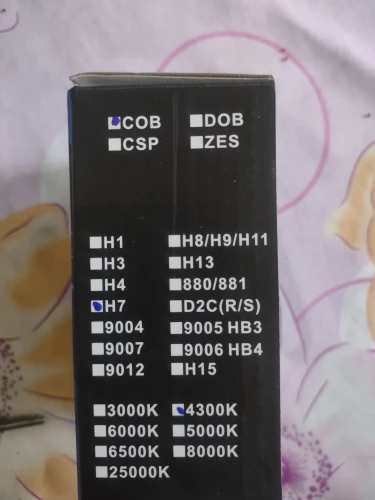 COB DOB
CSP ZES
H1 H8/H9/H11
H3 H13
H4 880/881
H7 D2C(R/S)
9004 9005 HB3
9007 9006 HB4
9012 H15
3000K 4300K
6000K 5000K
6500K 8000K
25000K